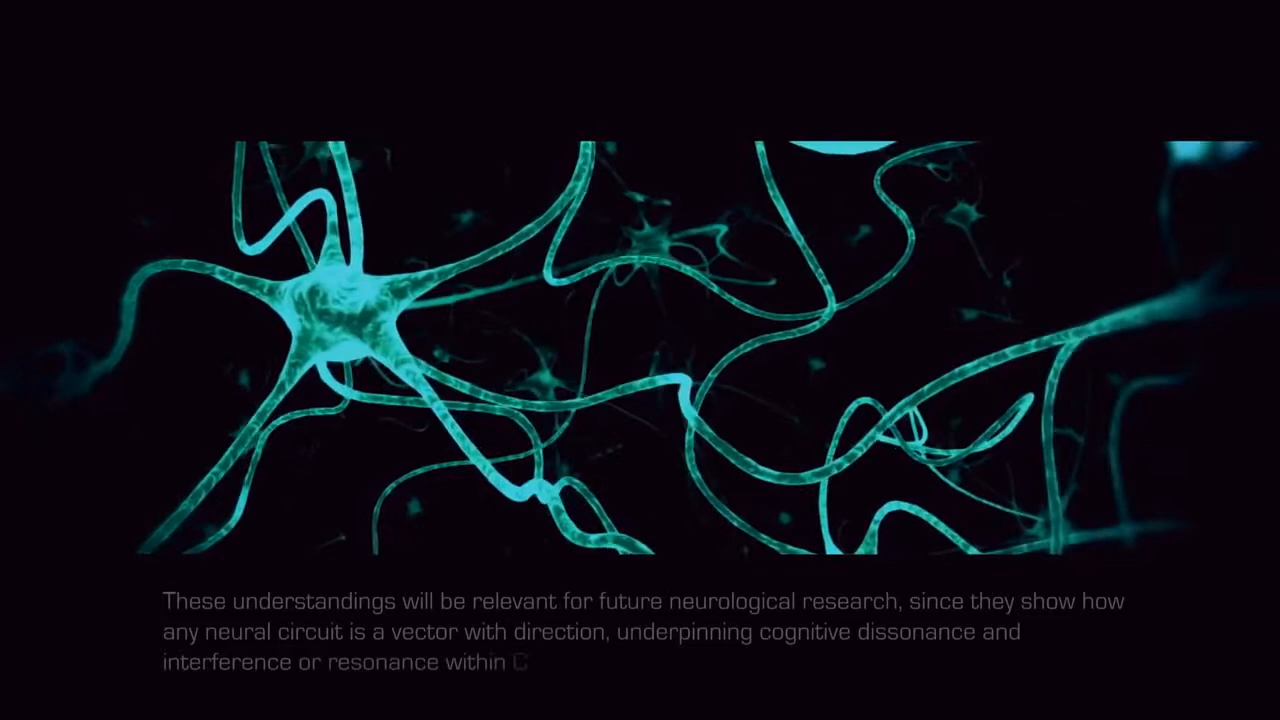 These understandings will be relevant for future neurological research, since they show how
any neural circuit is a vector with direction, underpinning cognitive dissonance and
interference or resonance within C